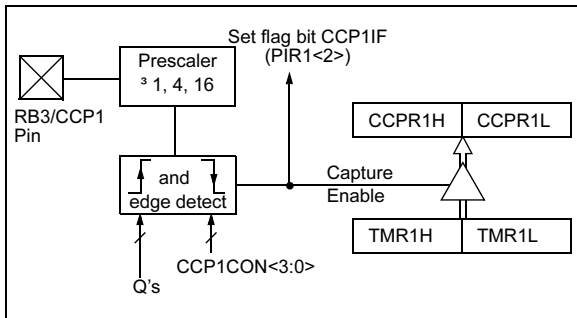 Set flag bit CCP1IF
(PIR1<2>)
Prescaler
³ 1, 4, 16
RB3/CCP1
Pin
CCPR1H CCPR1L
and
edge detect
Capture
Enable
TMR1H TMR1L
CCP1CON<3:0>
Q's